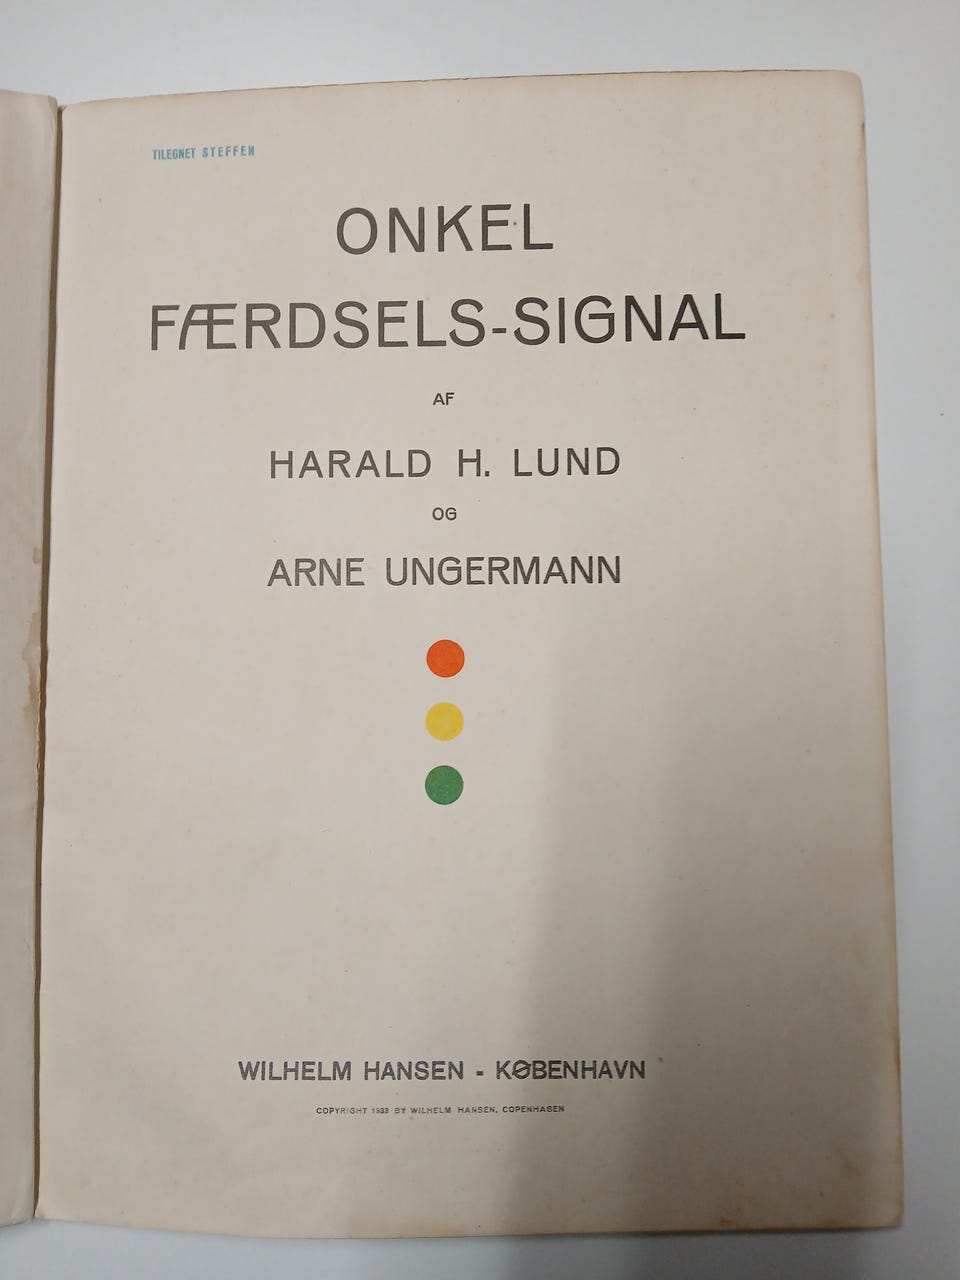 TILEGNET STEFFEN
ONKEL
FÆRDSELS-SIGNAL
AF
HARALD H. LUND
OG
ARNE UNGERMANN
WILHELM HANSEN - KØBENHAVN
COPYRIGHT 1933 BY WILHELM HANSEN, COPENHAGEN